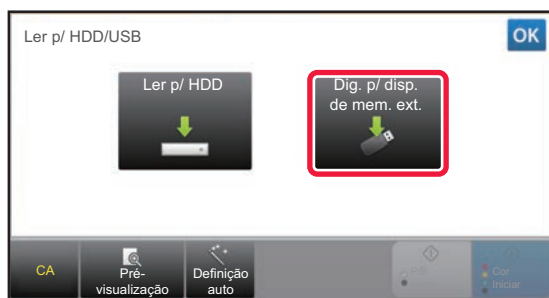 Ler p/ HDD/USB
OK
Ler p/ HDD
Dig. p/ disp.
de mem. ext.
CA
Pré-
visualização
Definição
auto
Cor
Iniciar